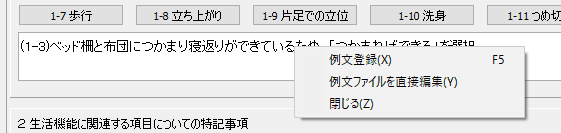 1-7 歩行
1-8 立ち上がり
1-9 片足での立位
1-10 洗身
1-11 つめ切
(1-3)ベッド柵と布団につかまり寝返りができているため、「つかまればできる」を選択
例文登録(X) F5
例文ファイルを直接編集(Y)
閉じる(Z)
2 生活機能に関連する項目についての特記事項